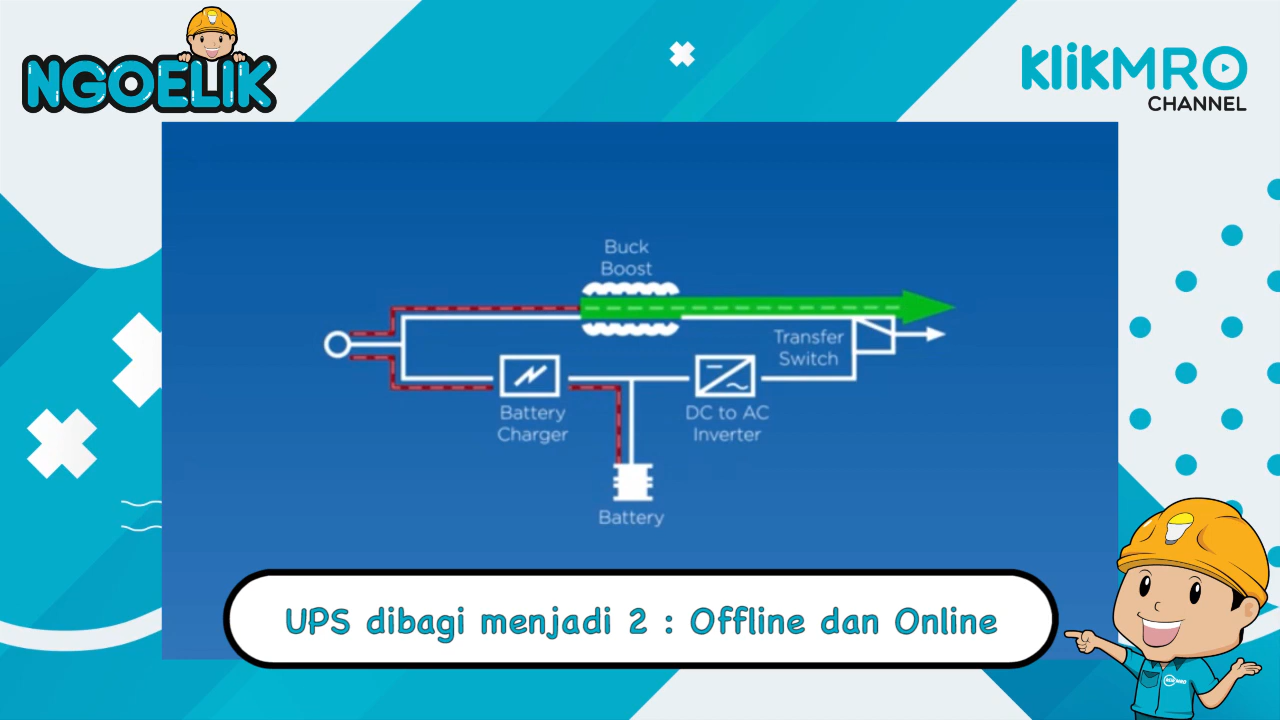 NGOELIK
KlikMRO
CHANNEL
Buck
Boost
Transfer
Switch
Battery
Charger
DC to AC
Inverter
Battery
UPS dibagi menjadi 2 : Offline dan Online